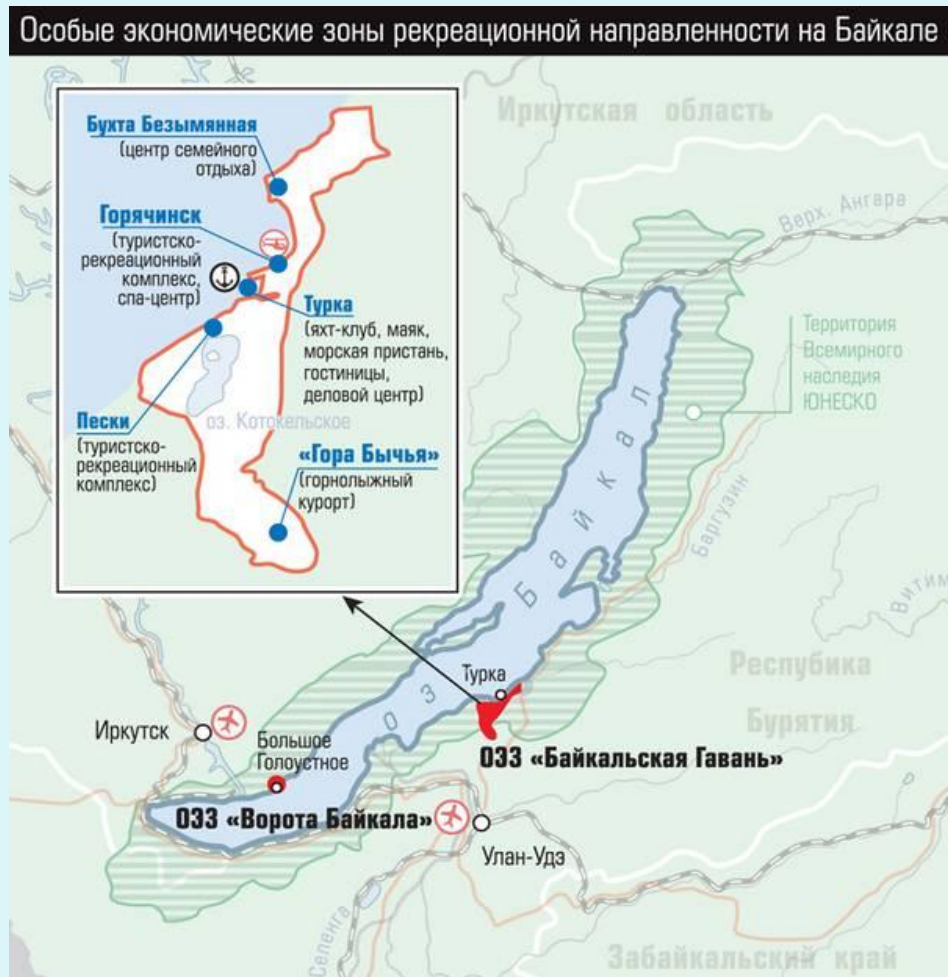 Особые экономические зоны рекреационной направленности на Байкале
Иркутская область
Бухта Безымянная
(центр семейного
отдыха)
Горячинск
(туристско-
рекреационный
комплекс,
спа-центр)
Турка
(яхт-клуб, маяк,
морская пристань,
гостиницы,
деловой центр)
Пески
(туристско-
рекреационный
комплекс)
оз. Котокельское
«Гора Бычья»
(горнолыжный
курорт)
Верх. Ангара
Территория
Всемирного
наследия
ЮНЕСКО
оз Байкал
Баргузин
Витим
Республика
Бурятия
Турка
ОЭЗ «Байкальская Гавань»
Иркутск
Большое
Голоустное
ОЭЗ «Ворота Байкала»
Улан-Удэ
Селенга
Забайкальский край